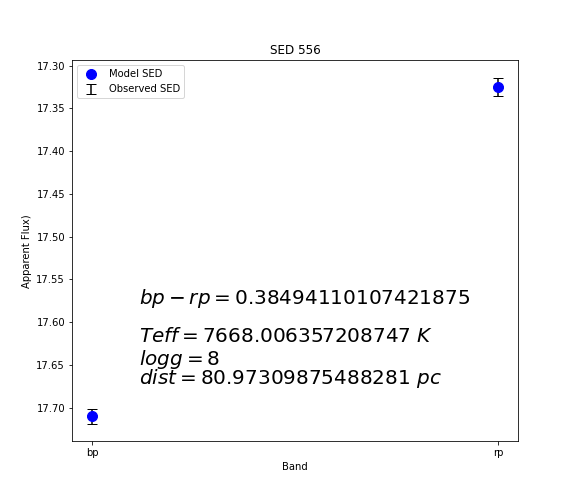 SED 556
17.30
17.35
17.40
17.45
17.50
17.55
17.60
17.65
17.70
Apparent Flux)
Model SED
Observed SED
bp − rp = 0.38494110107421875
Teff = 7668.006357208747 K
logg = 8
dist = 80.97309875488281 pc
bp rp
Band